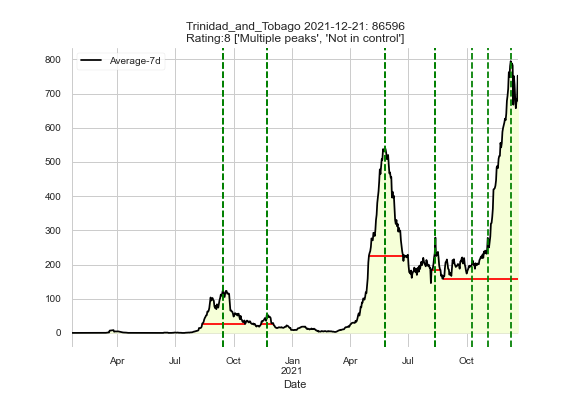 Trinidad_and_Tobago 2021-12-21: 86596
Rating:8 ['Multiple peaks', 'Not in control']
Average-7d
800
700
600
500
400
300
200
100
0
Apr Jul Oct Jan Apr Jul Oct
2021
Date